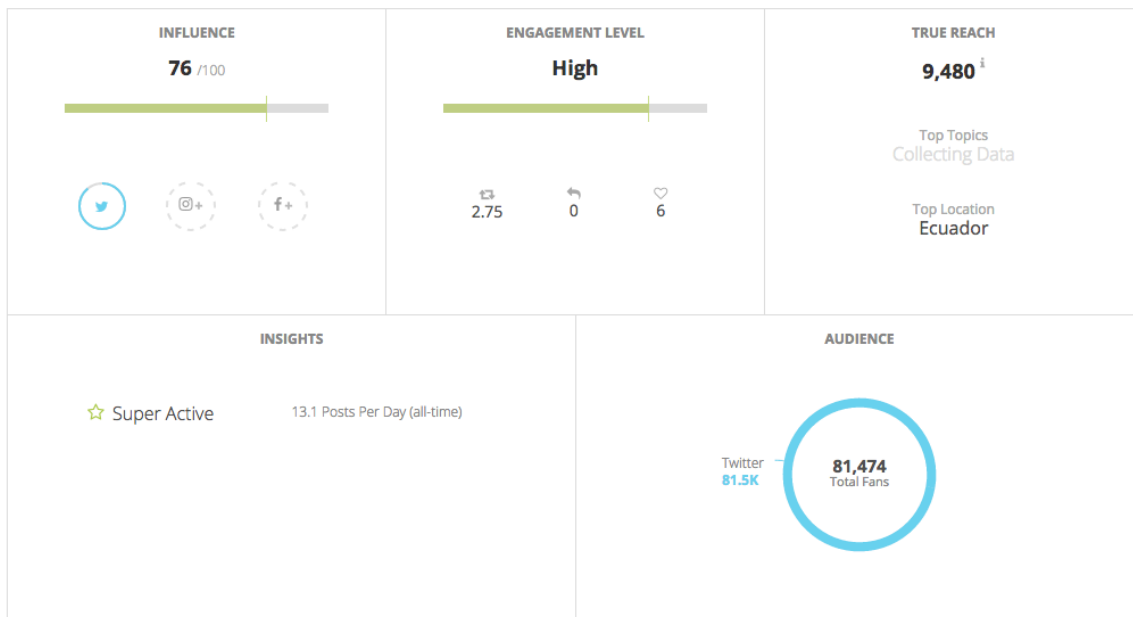 INFLUENCE
76 /100
ENGAGEMENT LEVEL
High
2.75
0
6
TRUE REACH
9,480 i
Top Topics
Collecting Data
Top Location
Ecuador
INSIGHTS
Super Active
13.1 Posts Per Day (all-time)
AUDIENCE
Twitter
81.5K
81,474
Total Fans